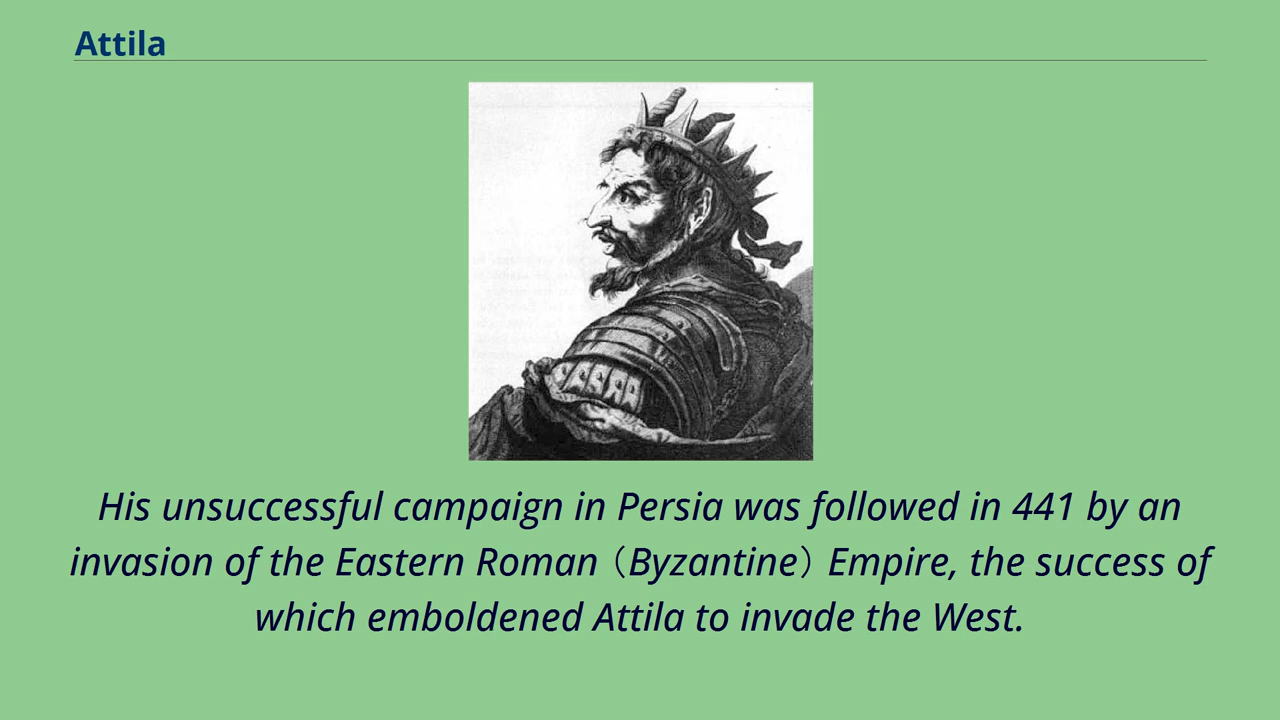 Attila
His unsuccessful campaign in Persia was followed in 441 by an
invasion of the Eastern Roman（Byzantine）Empire, the success of
which emboldened Attila to invade the West.